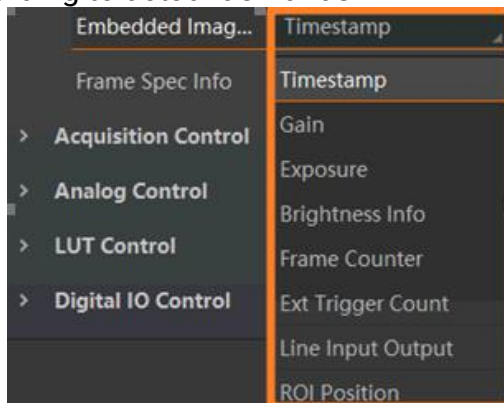 Embedded Imag...
Timestamp
Frame Spec Info
Timestamp
Gain
> Acquisition Control
Exposure
> Analog Control
Brightness Info
> LUT Control
Frame Counter
> Digital IO Control
Ext Trigger Count
Line Input Output
ROI Position